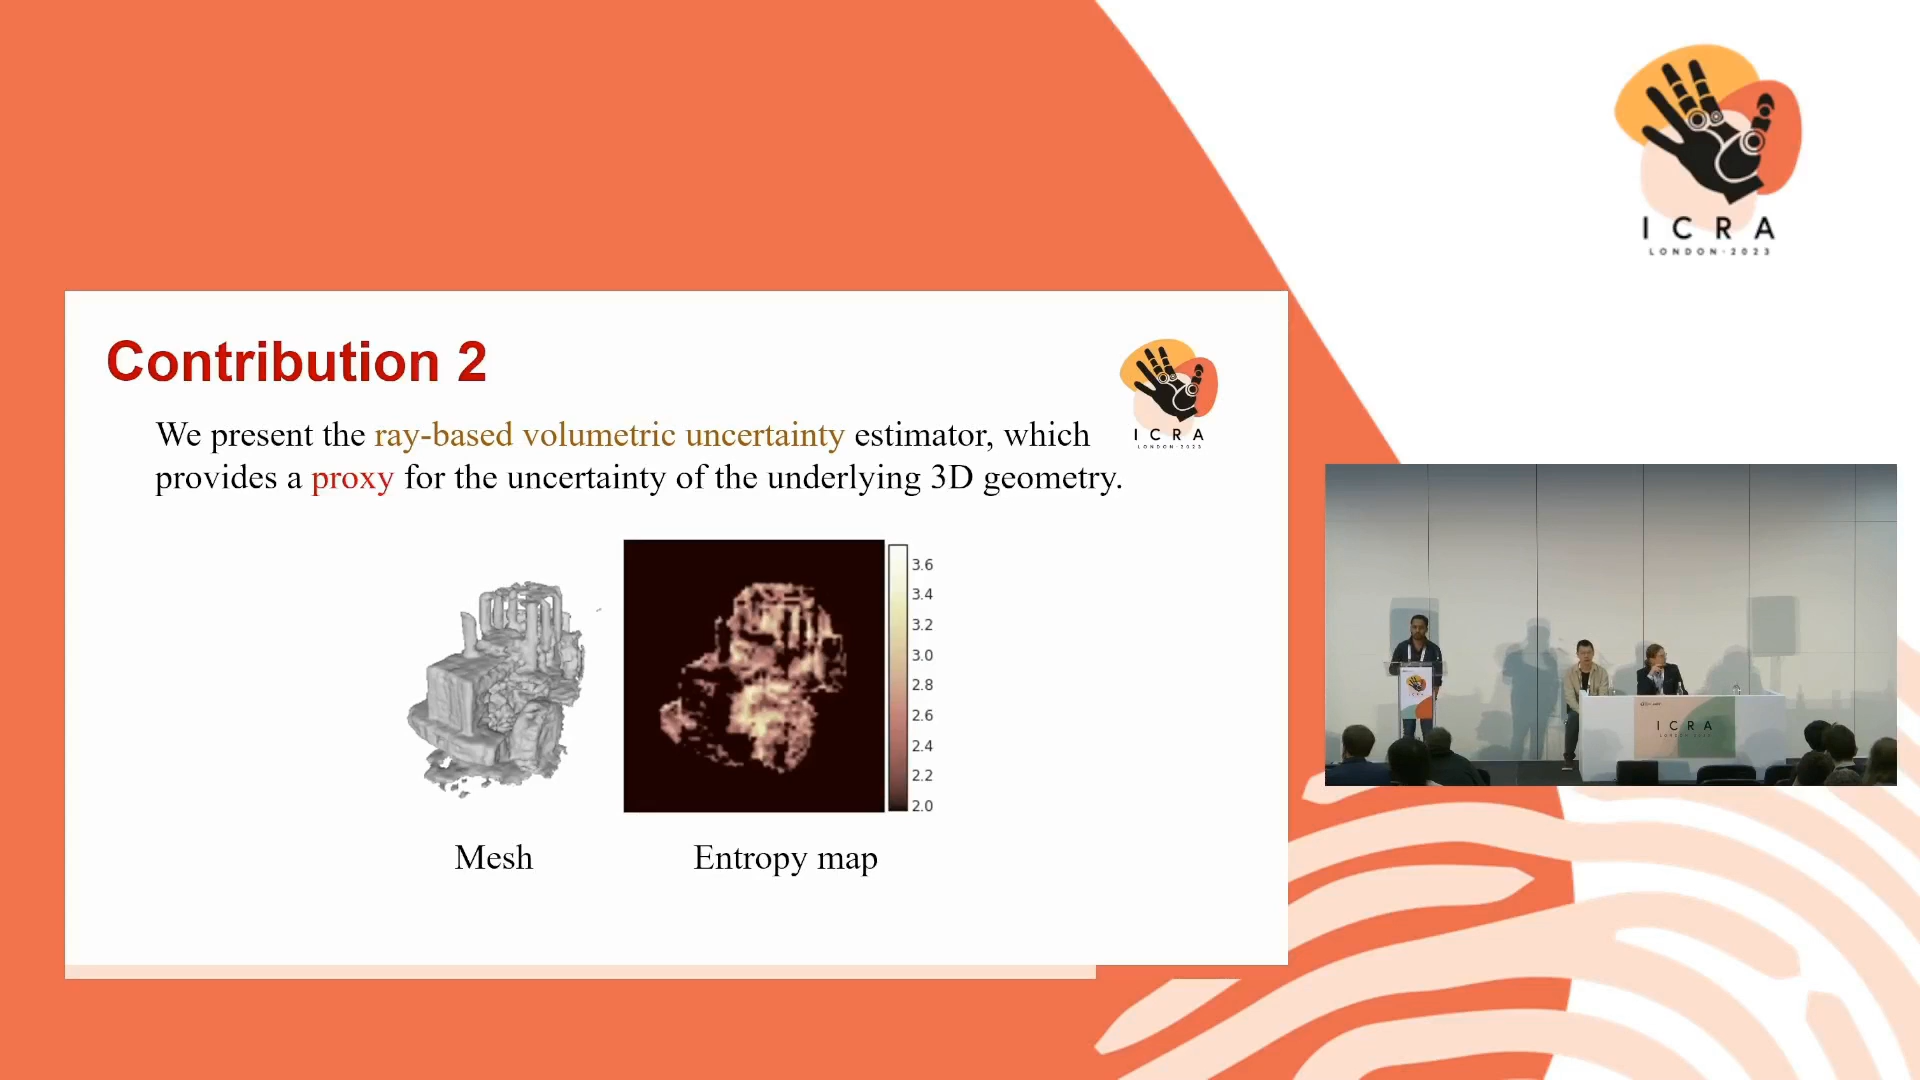 ICRA
LONDON·2023
Contribution 2
We present the ray-based volumetric uncertainty estimator, which
provides a proxy for the uncertainty of the underlying 3D geometry.
ICRA
LONDON·2023
3.6
3.4
3.2
3.0
2.8
2.6
2.4
2.2
2.0
Mesh
Entropy map
ICRA